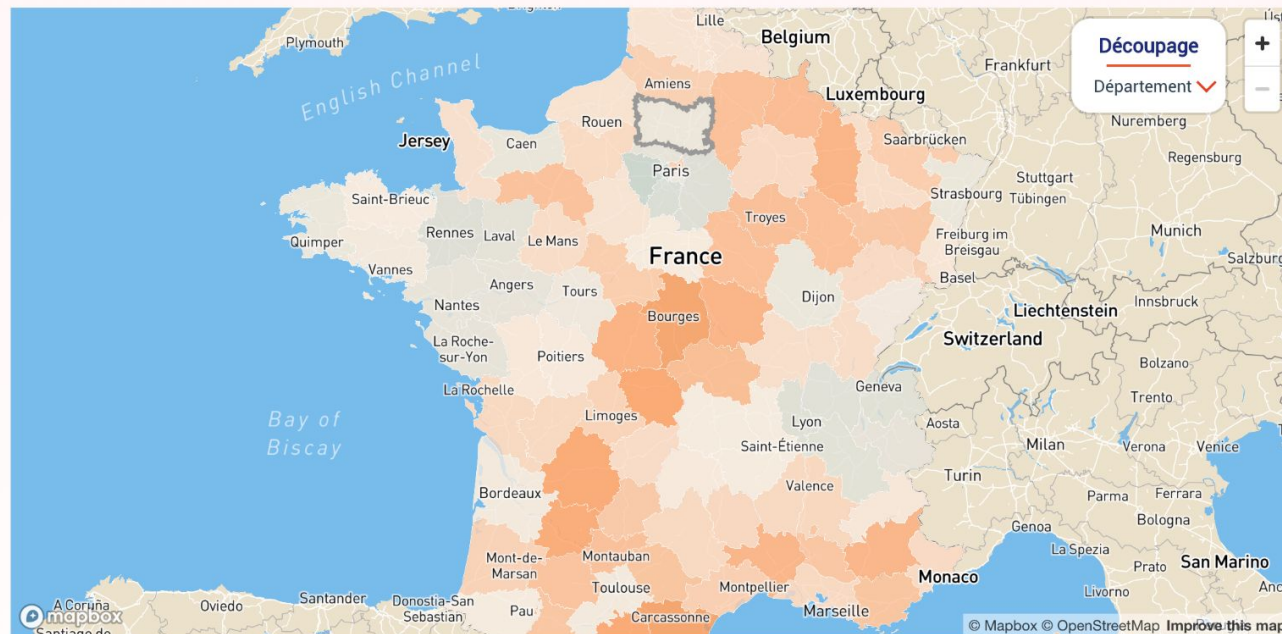 Brighton
Lille
Plymouth
Belgium
Découpage
Département
+
−
Frankfurt
English Channel
Amiens
Luxembourg
Nuremberg
Rouen
Saarbrücken
Jersey
Caen
Regensburg
Paris
Stuttgart
Strasbourg
Tübingen
Saint-Brieuc
Rennes
Laval
Le Mans
Troyes
Quimper
Freiburg im
Breisgau
Munich
Vannes
France
Salzburg
Basel
Angers
Tours
Dijon
Nantes
Liechtenstein
Innsbruck
Bourges
La Roche-
sur-Yon
Poitiers
Switzerland
Bolzano
La Rochelle
Geneva
Trento
Bay of
Biscay
Limoges
Lyon
Aosta
Saint-Étienne
Milan
Verona
Venice
Turin
Bordeaux
Valence
Parma
Ferrara
Bologna
Genoa
Mont-de-
Marsan
Montauban
La Spezia
Prato
San Marino
Toulouse
Montpellier
Monaco
Livorno
A Coruña
Oviedo
Santander
Donostia-San
Sebastián
Pau
Carcassonne
Marseille
mapbox
Santiago de
© Mapbox © OpenStreetMap Improve this map